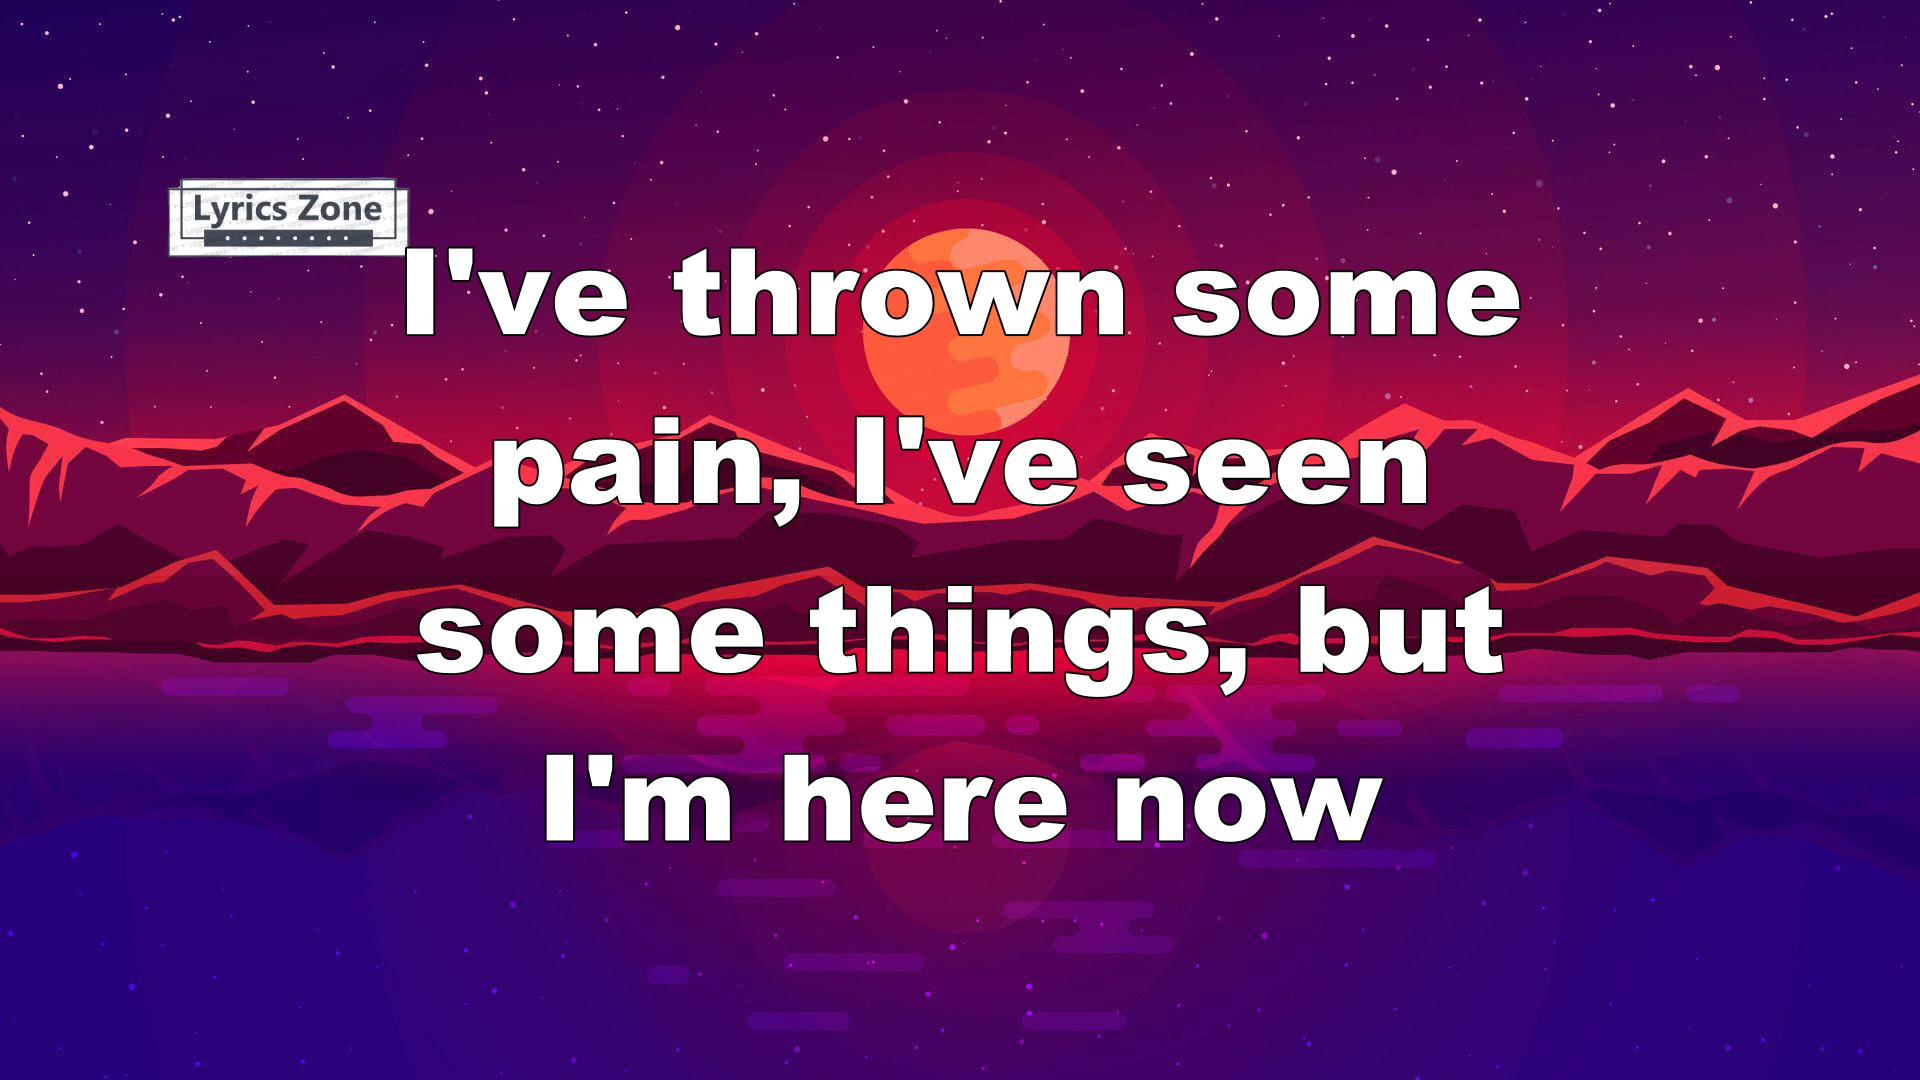 Lyrics Zone
I've thrown some
pain, I've seen
some things, but
I'm here now